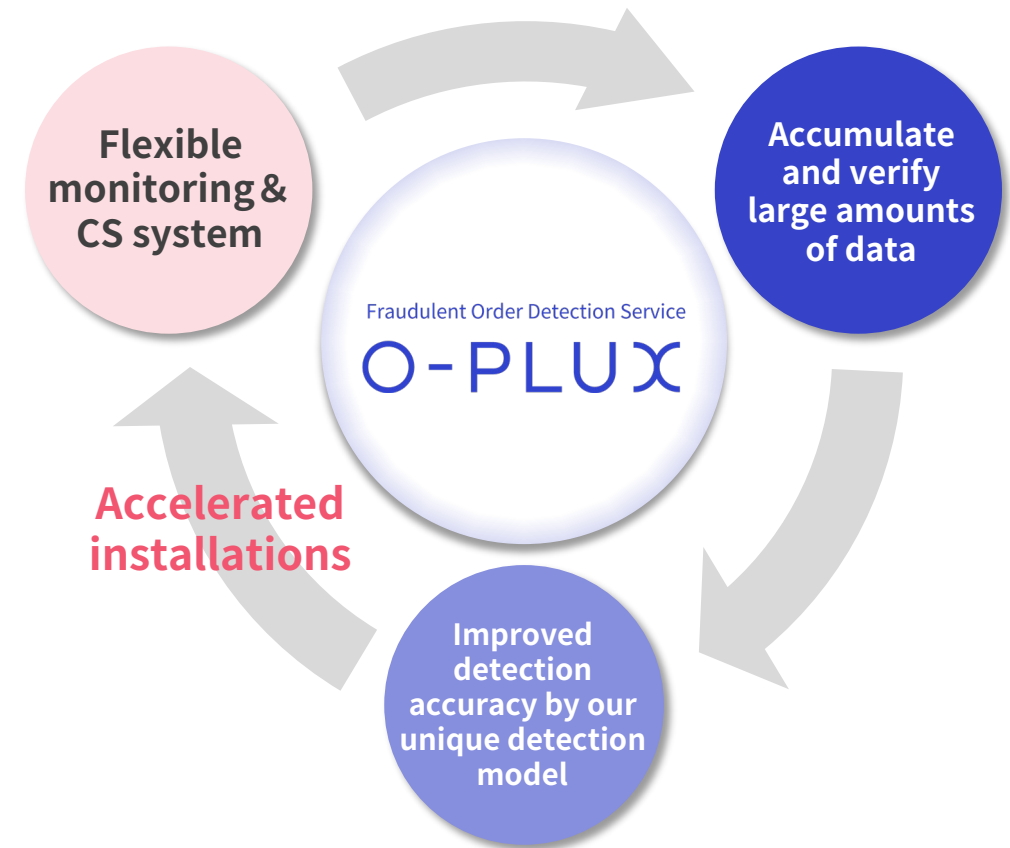 Flexible
monitoring & 
CS system
Accumulate
and verify
large amounts
of data
Fraudulent Order Detection Service
O-PLUX
Accelerated
installations
Improved
detection
accuracy by our
unique detection
model